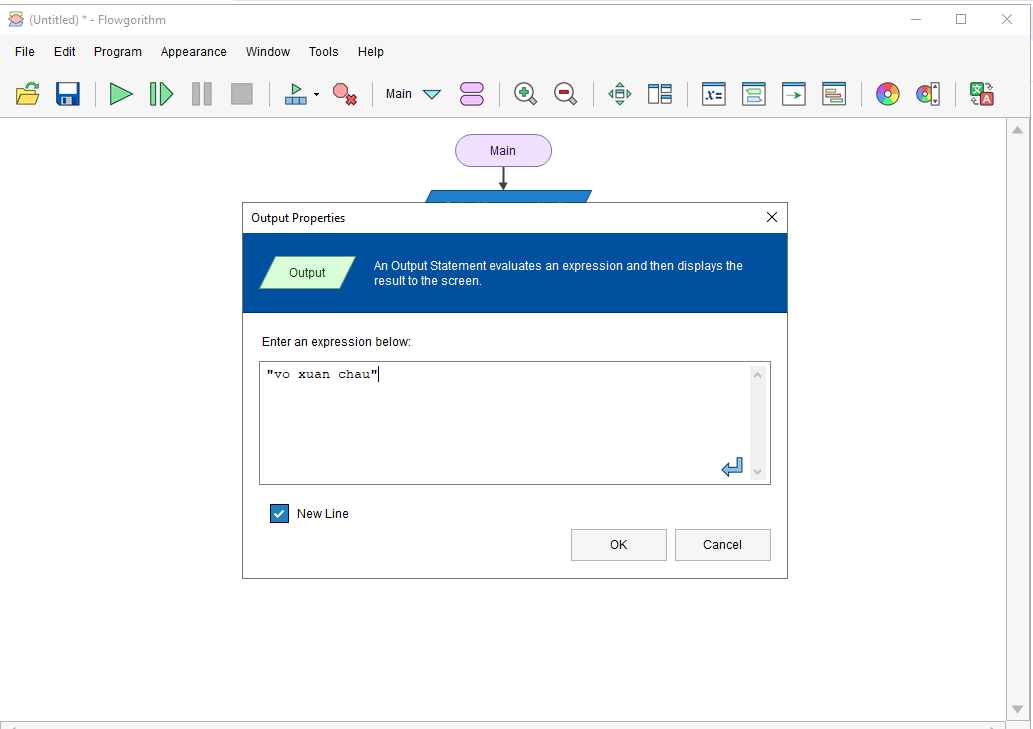 (Untitled) * - Flowgorithm
File Edit Program Appearance Window Tools Help
Main
Main
Output Properties
Output
An Output Statement evaluates an expression and then displays the
result to the screen.
Enter an expression below:
"vo xuan chau"
New Line
OK Cancel